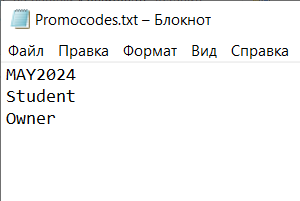 Promocodes.txt – Блокнот
Файл Правка Формат Вид Справка
MAY2024
Student
Owner